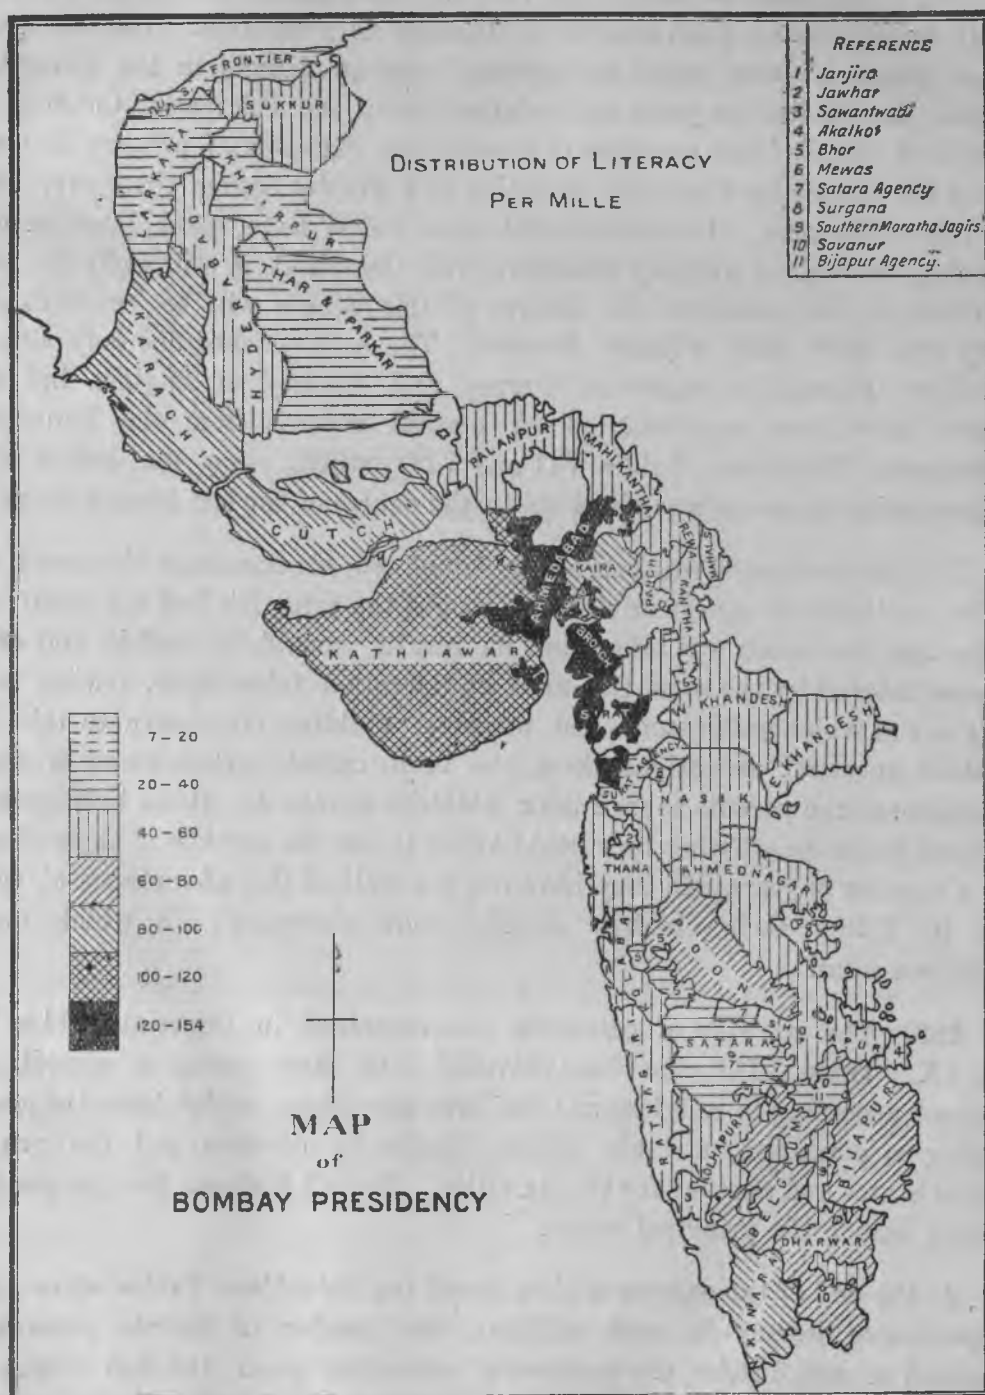 REFERENCE
1 Janjira
2 Jawhar
3 Sawantwadi
4 Akalkot
5 Bhor
6 Mewas
7 Satara Agency
8 Surgana
9 Southern Maratha Jagirs.
10 Savanur
11 Bijapur Agency.
DISTRIBUTION OF LITERACY
PER MILLE
FRONTIER
SUKKUR
LARKANA
KHAIRPUR
HYDERABAD
THAR & PARKAR
KARACHI
CUTCH
PALANPUR
MAHI KANTHA
AHMEDABAD
KAIRA
PANCH MAHALS
REWA KANTHA
KATHIAWAR
BROACH
SURAT
W. KHANDESH
E. KHANDESH
NASIK
THANA
AHMEDNAGAR
KOLABA
POONA
SATARA
SHOLAPUR
RATNAGIRI
KOLHAPUR
BELGAUM
BIJAPUR
DHARWAR
KANARA
7-20
20-40
40-60
60-80
80-100
100-120
120-154
MAP
of
BOMBAY PRESIDENCY